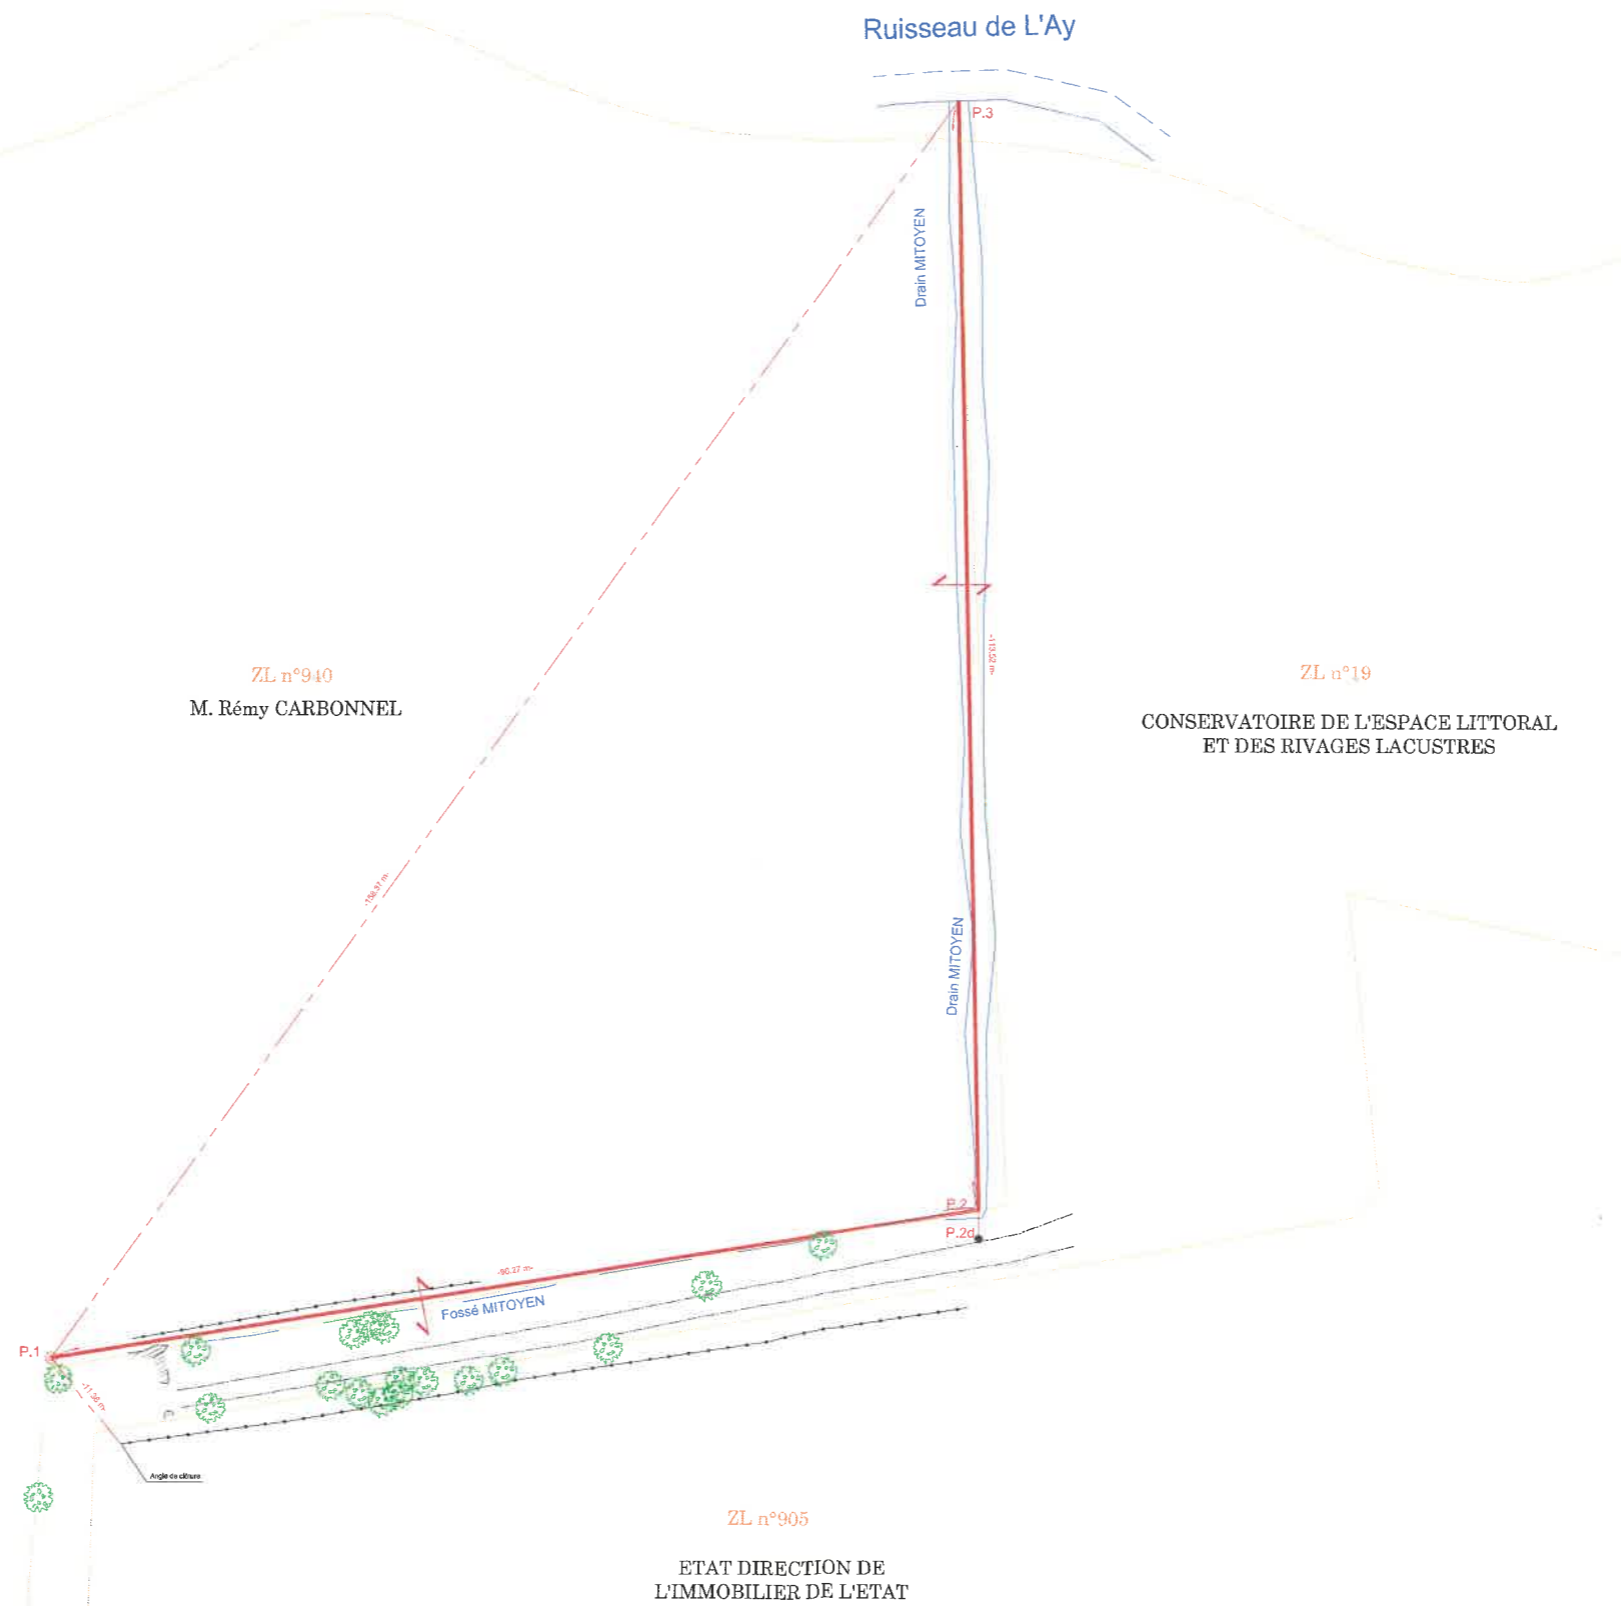 Ruisseau de L'Ay
P.3
Drain MITOYEN
-113.52 m-
ZL n°940
M. Rémy CARBONNEL
ZL n°19
CONSERVATOIRE DE L'ESPACE LITTORAL
ET DES RIVAGES LACUSTRES
Drain MITOYEN
P.2
P.2d
Fossé MITOYEN
P.1
Angle de clôture
ZL n°905
ETAT DIRECTION DE
L'IMMOBILIER DE L'ETAT